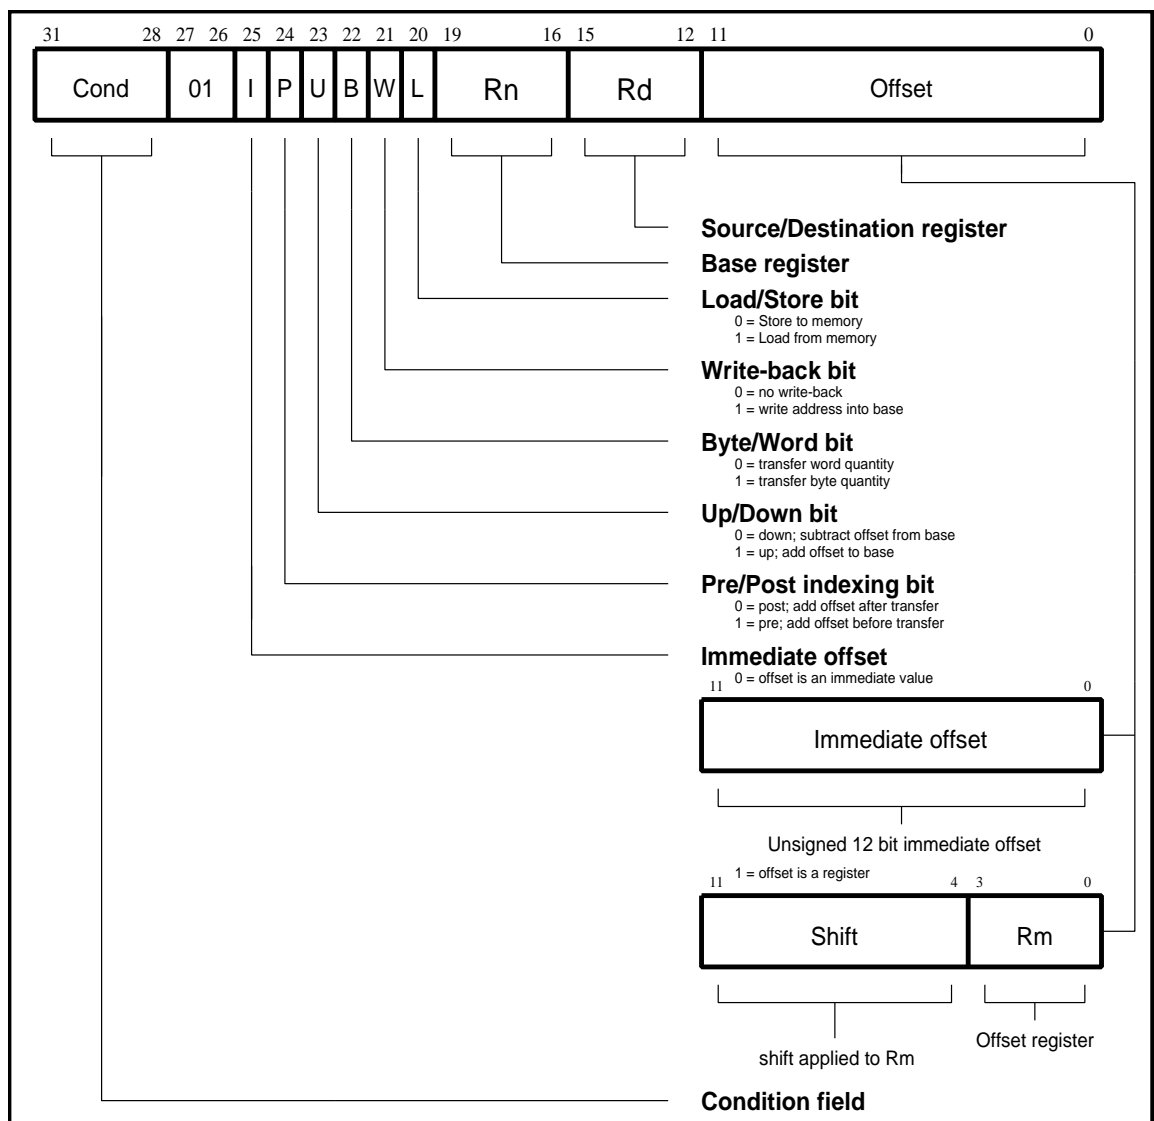 31 28 27 26 25 24 23 22 21 20 19 16 15 12 11 0
Cond 01 I P U B W L Rn Rd Offset
Source/Destination register
Base register
Load/Store bit
0 = Store to memory
1 = Load from memory
Write-back bit
0 = no write-back
1 = write address into base
Byte/Word bit
0 = transfer word quantity
1 = transfer byte quantity
Up/Down bit
0 = down; subtract offset from base
1 = up; add offset to base
Pre/Post indexing bit
0 = post; add offset after transfer
1 = pre; add offset before transfer
Immediate offset
0 = offset is an immediate value
11 0
Immediate offset
Unsigned 12 bit immediate offset
1 = offset is a register
11 4 3 0
Shift Rm
Offset register
shift applied to Rm
Condition field